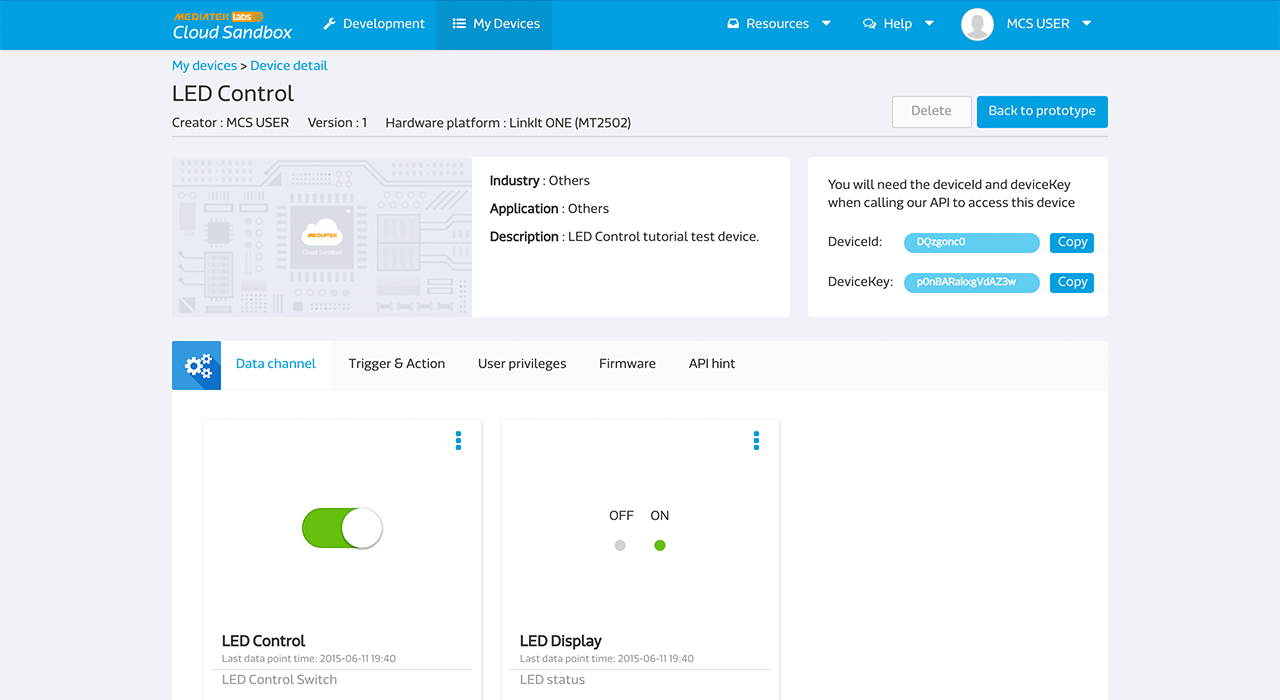 MEDIATEK labs
Cloud Sandbox
Development
My Devices
Resources
Help
MCS USER
My devices > Device detail
LED Control
Creator : MCS USER Version : 1 Hardware platform : LinkIt ONE (MT2502)
Delete
Back to prototype
MEDIATEK
Cloud Sandbox
Industry : Others
Application : Others
Description : LED Control tutorial test device.
You will need the deviceId and deviceKey
when calling our API to access this device
DeviceId: DQzgonc0 Copy
DeviceKey: p0nBARakxgVdAZ3w Copy
Data channel
Trigger & Action
User privileges
Firmware
API hint
OFF ON
LED Control
Last data point time: 2015-06-11 19:40
LED Control Switch
LED Display
Last data point time: 2015-06-11 19:40
LED status